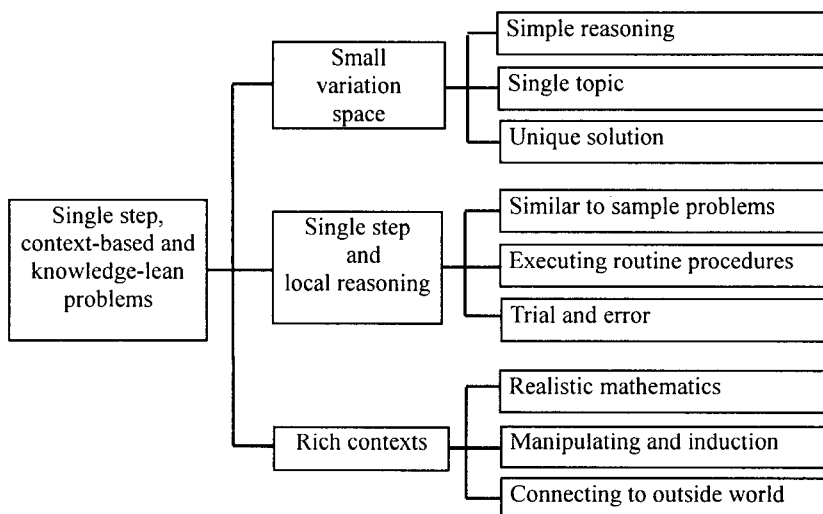 Single step,
context-based and
knowledge-lean
problems
Small
variation
space
Simple reasoning
Single topic
Unique solution
Single step
and
local reasoning
Similar to sample problems
Executing routine procedures
Trial and error
Rich contexts
Realistic mathematics
Manipulating and induction
Connecting to outside world